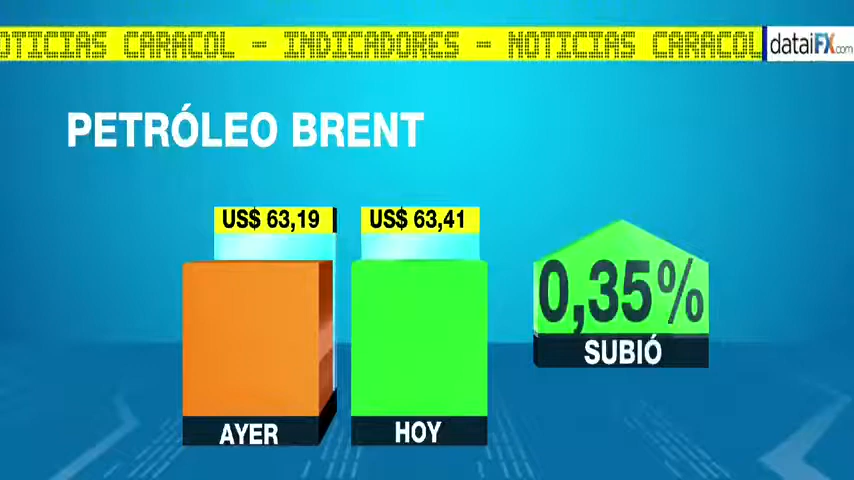 OTICIAS CARACOL - INDICADORES - NOTICIAS CARACOL
dataiFX.com
PETRÓLEO BRENT
US$ 63,19
US$ 63,41
0,35%
SUBIÓ
AYER
HOY